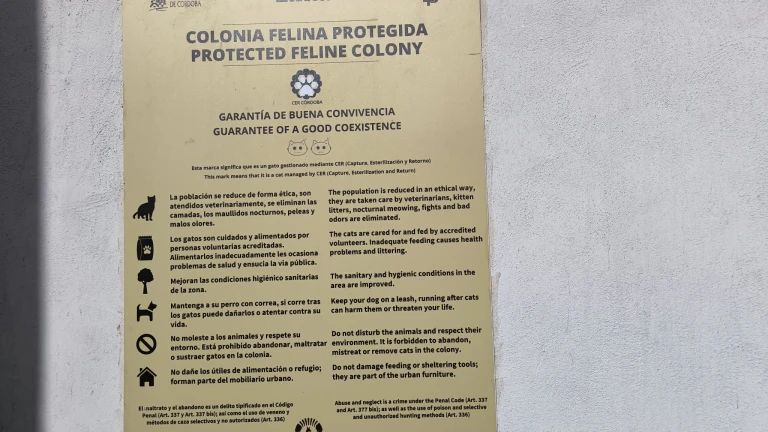 DE CÓRDOBA
COLONIA FELINA PROTEGIDA
PROTECTED FELINE COLONY
CER CÓRDOBA
GARANTÍA DE BUENA CONVIVENCIA
GUARANTEE OF A GOOD COEXISTENCE
Esta marca significa que es un gato gestionado mediante CER (Captura, Esterilización y Retorno)
This mark means that it is a cat managed by CER (Capture, Esterilization and Return)
La población se reduce de forma ética, son
atendidos veterinariamente, se eliminan las
camadas, los maullidos nocturnos, peleas y
malos olores.
The population is reduced in an ethical way,
they are taken care by veterinarians, kitten
litters, nocturnal meowing, fights and bad
odors are eliminated.
Los gatos son cuidados y alimentados por
personas voluntarias acreditadas.
Alimentarlos inadecuadamente les ocasiona
problemas de salud y ensucia la vía pública.
The cats are cared for and fed by accredited
volunteers. Inadequate feeding causes health
problems and littering.
Mejoran las condiciones higiénico sanitarias
de la zona.
The sanitary and hygienic conditions in the
area are improved.
Mantenga a su perro con correa, si corre tras
los gatos puede dañarlos o atentar contra su
vida.
Keep your dog on a leash, running after cats
can harm them or threaten your life.
No moleste a los animales y respete su
entorno. Está prohibido abandonar, maltratar
o sustraer gatos en la colonia.
Do not disturb the animals and respect their
environment. It is forbidden to abandon,
mistreat or remove cats in the colony.
No dañe los útiles de alimentación o refugio;
forman parte del mobiliario urbano.
Do not damage feeding or sheltering tools;
they are part of the urban furniture.
El maltrato y el abandono es un delito tipificado en el Código
Penal (Art. 337 y Art. 337 bis); así como el uso de veneno y
métodos de caza selectivos y no autorizados (Art. 336)
Abuse and neglect is a crime under the Penal Code (Art. 337
and Art. 377 bis); as well as the use of poison and selective
and unauthorized hunting methods (Art. 336)